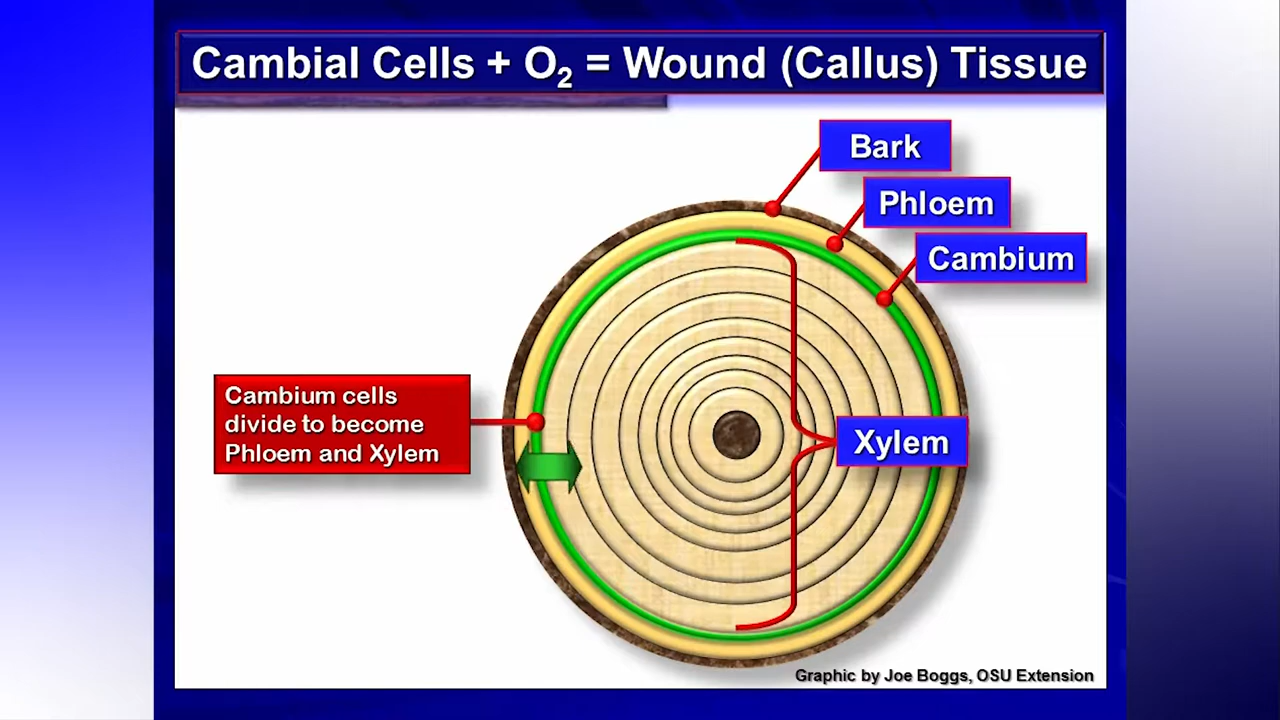 Cambial Cells + O₂ = Wound (Callus) Tissue
Bark
Phloem
Cambium
Cambium cells
divide to become
Phloem and Xylem
Xylem
Graphic by Joe Boggs, OSU Extension